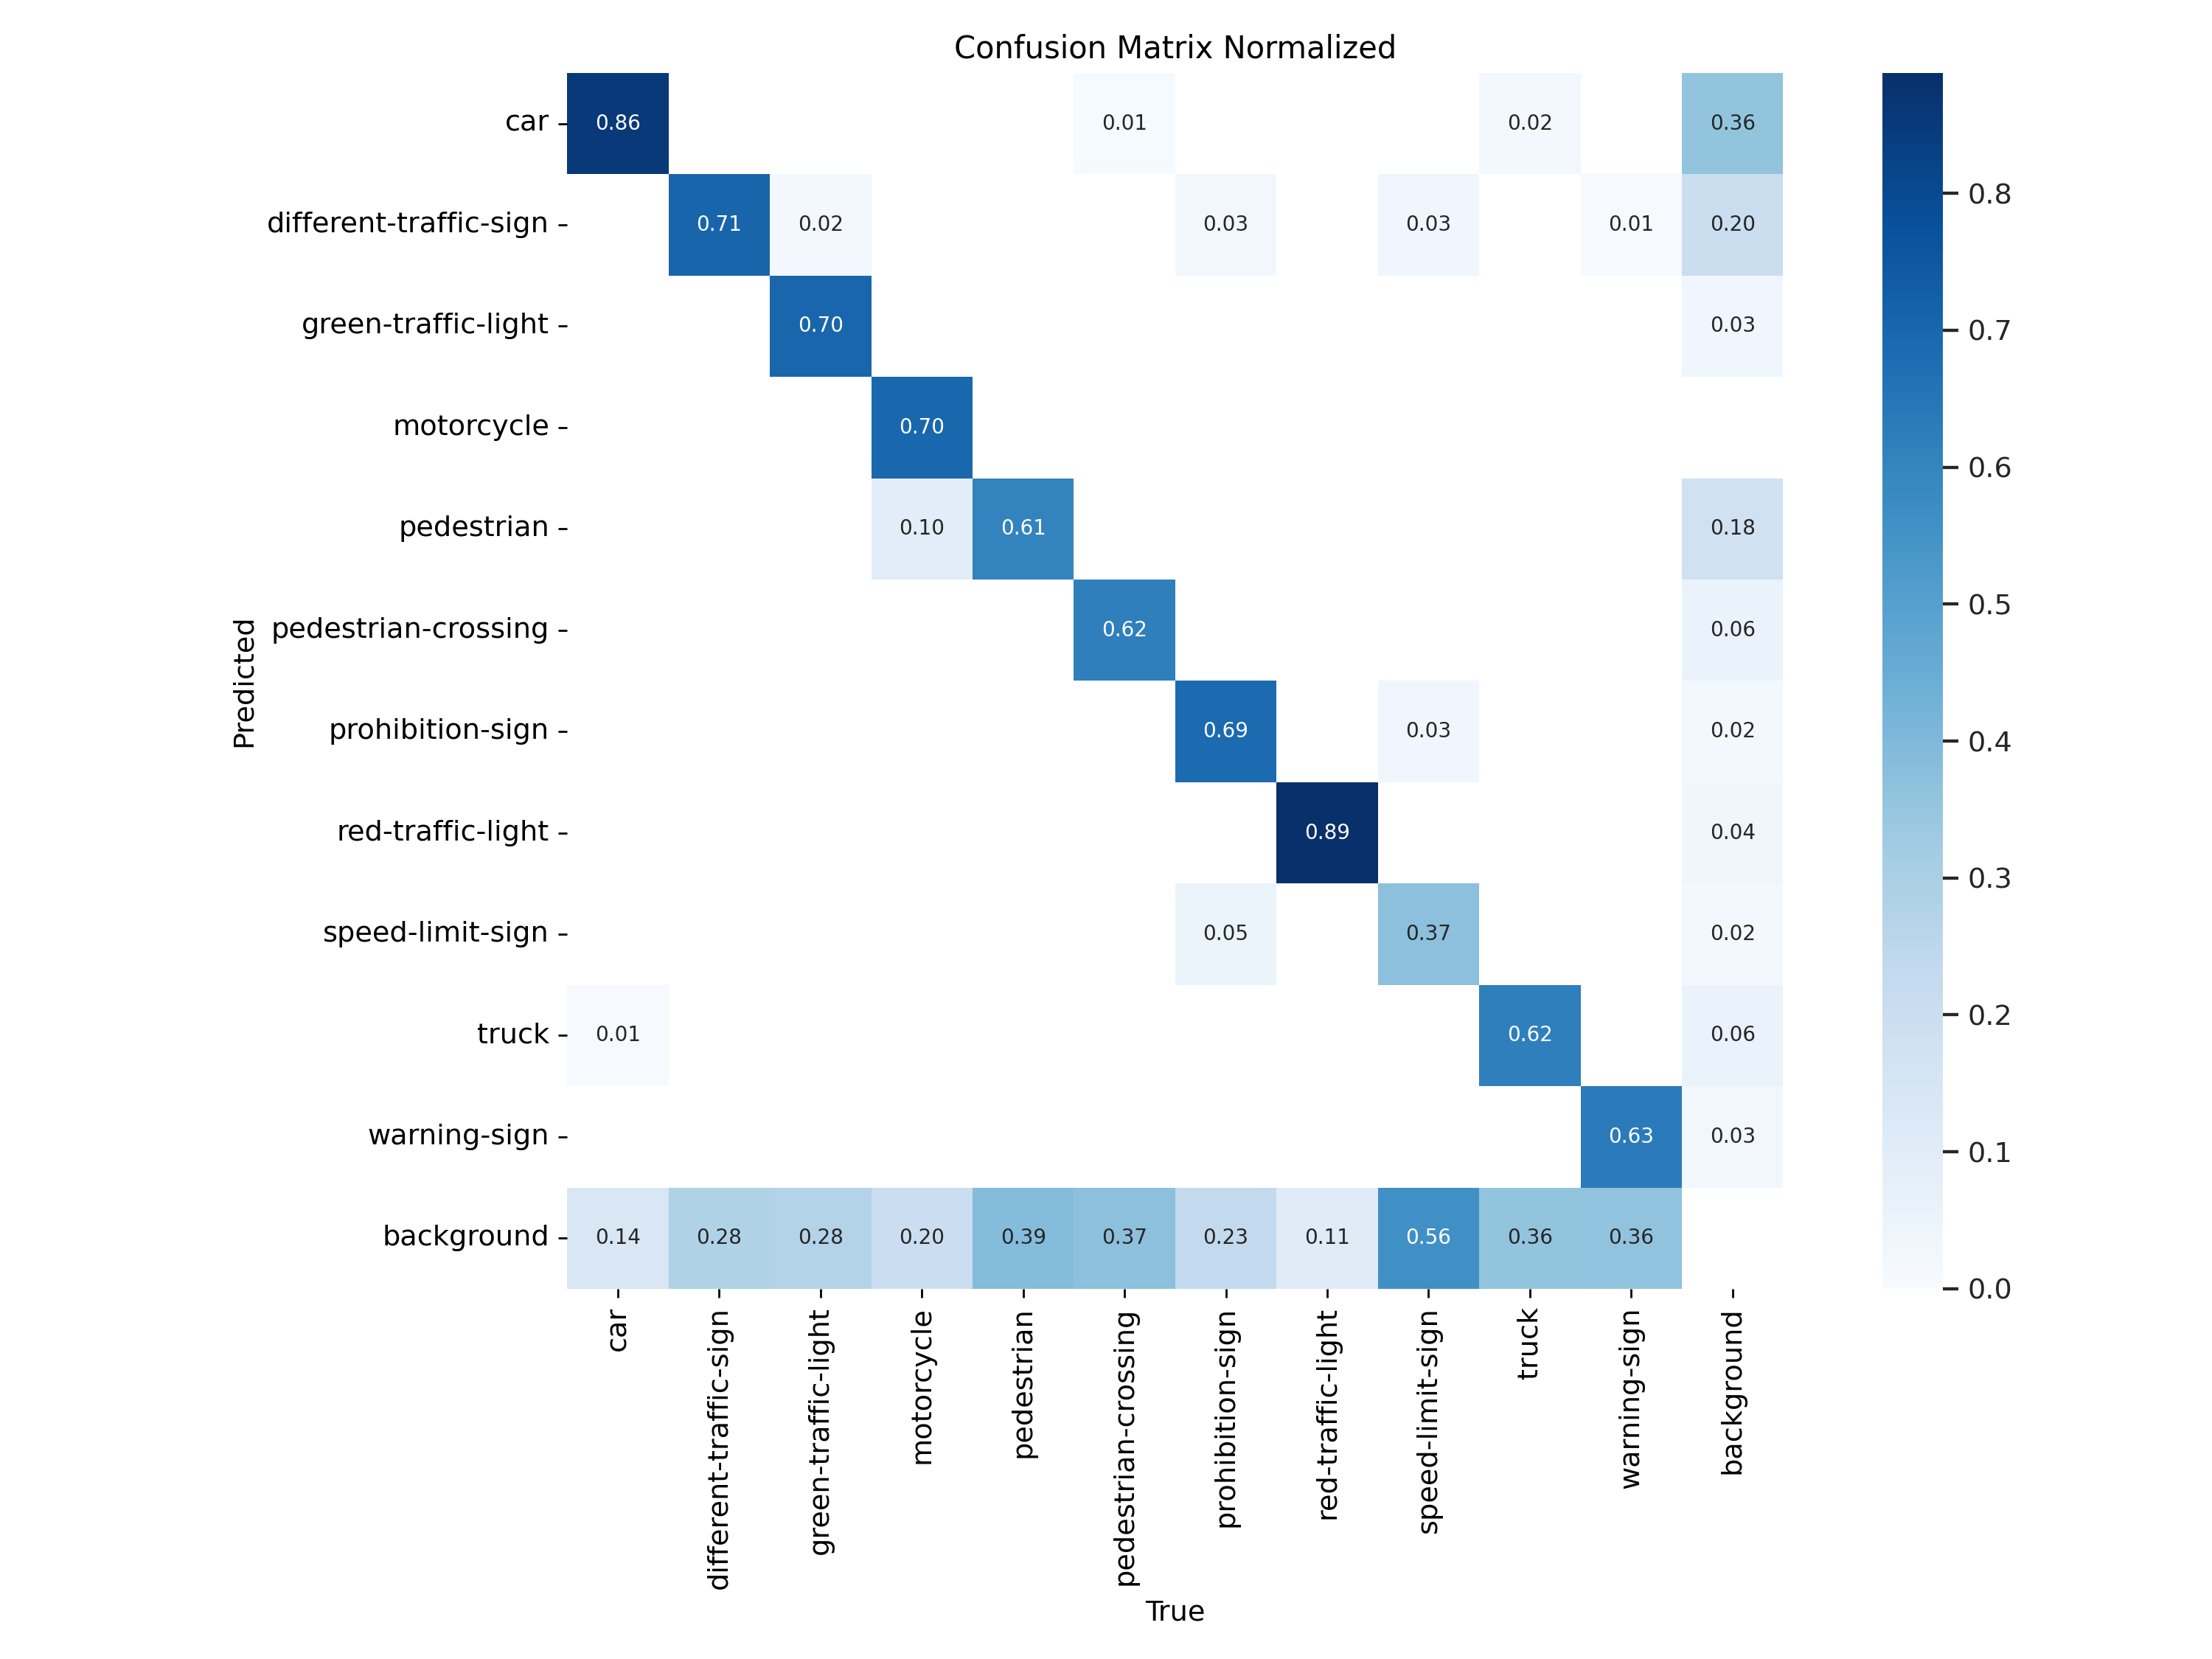 Confusion Matrix Normalized
car 0.86 0.01 0.02 0.36
different-traffic-sign 0.71 0.02 0.03 0.03 0.01 0.20
green-traffic-light 0.70 0.03
motorcycle 0.70
pedestrian 0.10 0.61 0.18
pedestrian-crossing 0.62 0.06
prohibition-sign 0.69 0.03 0.02
red-traffic-light 0.89 0.04
speed-limit-sign 0.05 0.37 0.02
truck 0.01 0.62 0.06
warning-sign 0.63 0.03
background 0.14 0.28 0.28 0.20 0.39 0.37 0.23 0.11 0.56 0.36 0.36
Predicted
car
different-traffic-sign
green-traffic-light
motorcycle
pedestrian
pedestrian-crossing
prohibition-sign
red-traffic-light
speed-limit-sign
truck
warning-sign
background
True
0.8
0.7
0.6
0.5
0.4
0.3
0.2
0.1
0.0